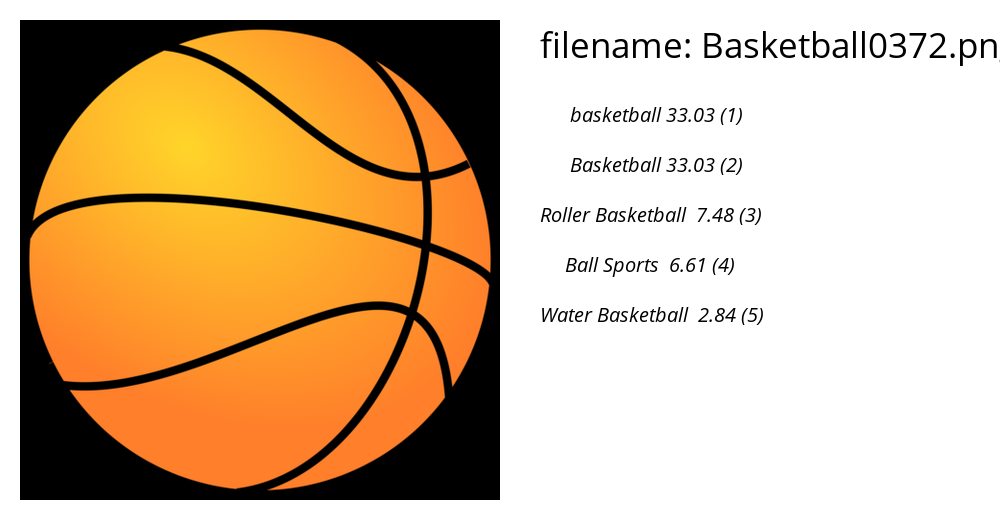 filename: Basketball0372.pn
basketball 33.03 (1)
Basketball 33.03 (2)
Roller Basketball 7.48 (3)
Ball Sports 6.61 (4)
Water Basketball 2.84 (5)